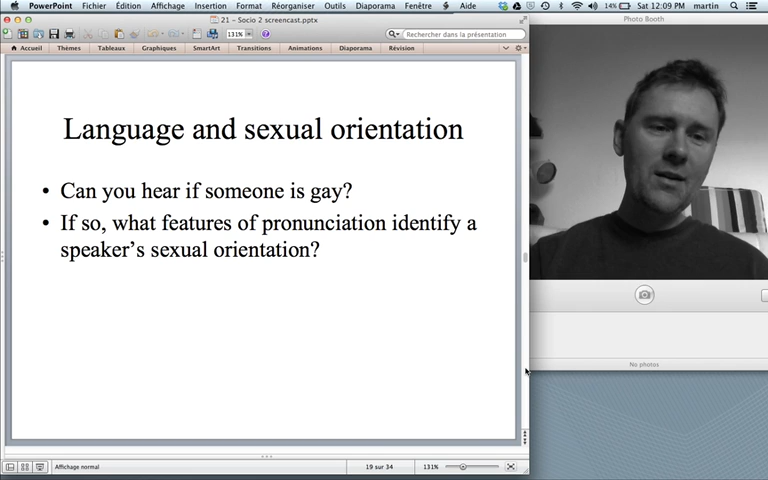 PowerPoint Fichier Édition Affichage Insertion Format Réorganiser Outils Diaporama Fenêtre Aide 14% Sat 12:09 PM martin
21 – Socio 2 screencast.pptx
Photo Booth
131% Rechercher dans la présentation
Accueil Thèmes Tableaux Graphiques SmartArt Transitions Animations Diaporama Révision
Language and sexual orientation
• Can you hear if someone is gay?
• If so, what features of pronunciation identify a
speaker’s sexual orientation?
No photos
Affichage normal 19 sur 34 131%